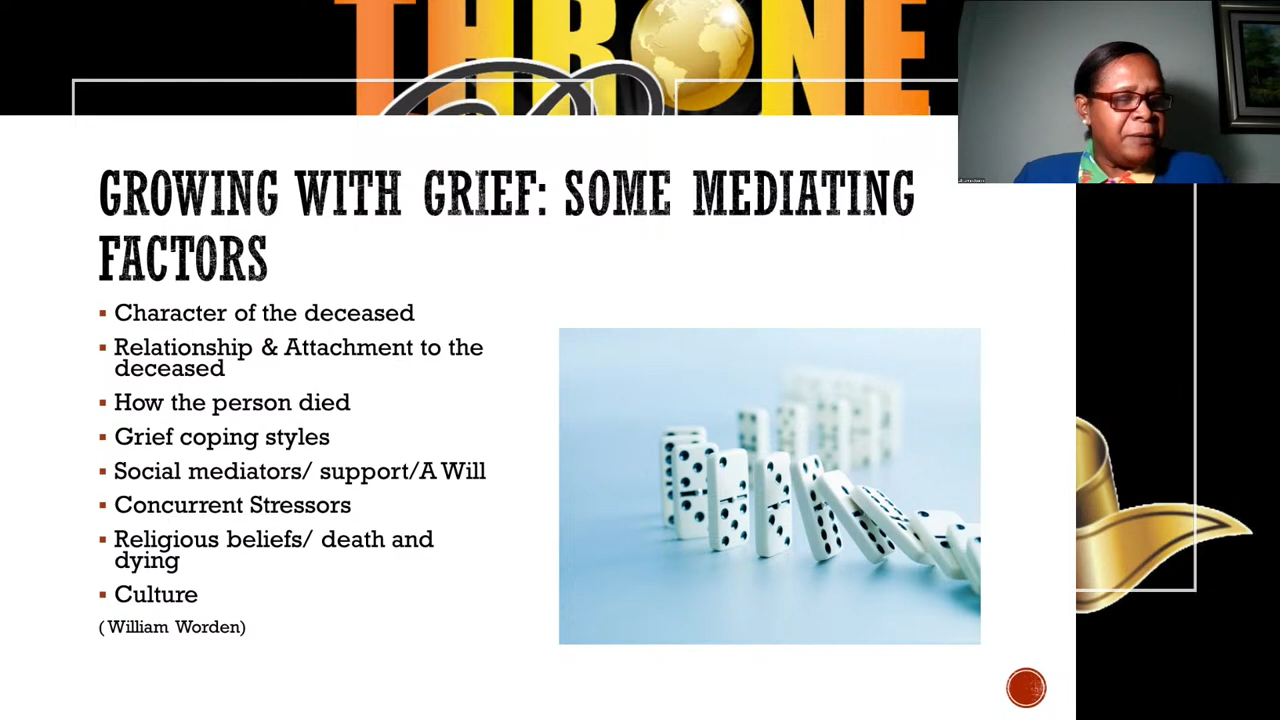 THRONE
GROWING WITH GRIEF: SOME MEDIATING
FACTORS
▪ Character of the deceased
▪ Relationship & Attachment to the
deceased
▪ How the person died
▪ Grief coping styles
▪ Social mediators/ support/A Will
▪ Concurrent Stressors
▪ Religious beliefs/ death and
dying
▪ Culture
( William Worden)